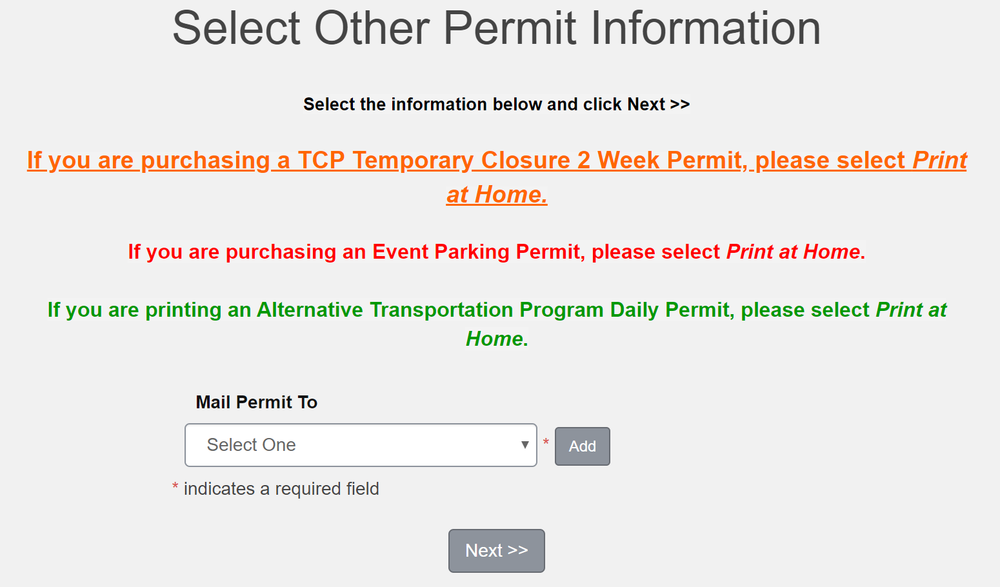 Select Other Permit Information
Select the information below and click Next >>
If you are purchasing a TCP Temporary Closure 2 Week Permit, please select Print
at Home.
If you are purchasing an Event Parking Permit, please select Print at Home.
If you are printing an Alternative Transportation Program Daily Permit, please select Print at
Home.
Mail Permit To
Select One
* Add
* indicates a required field
Next >>